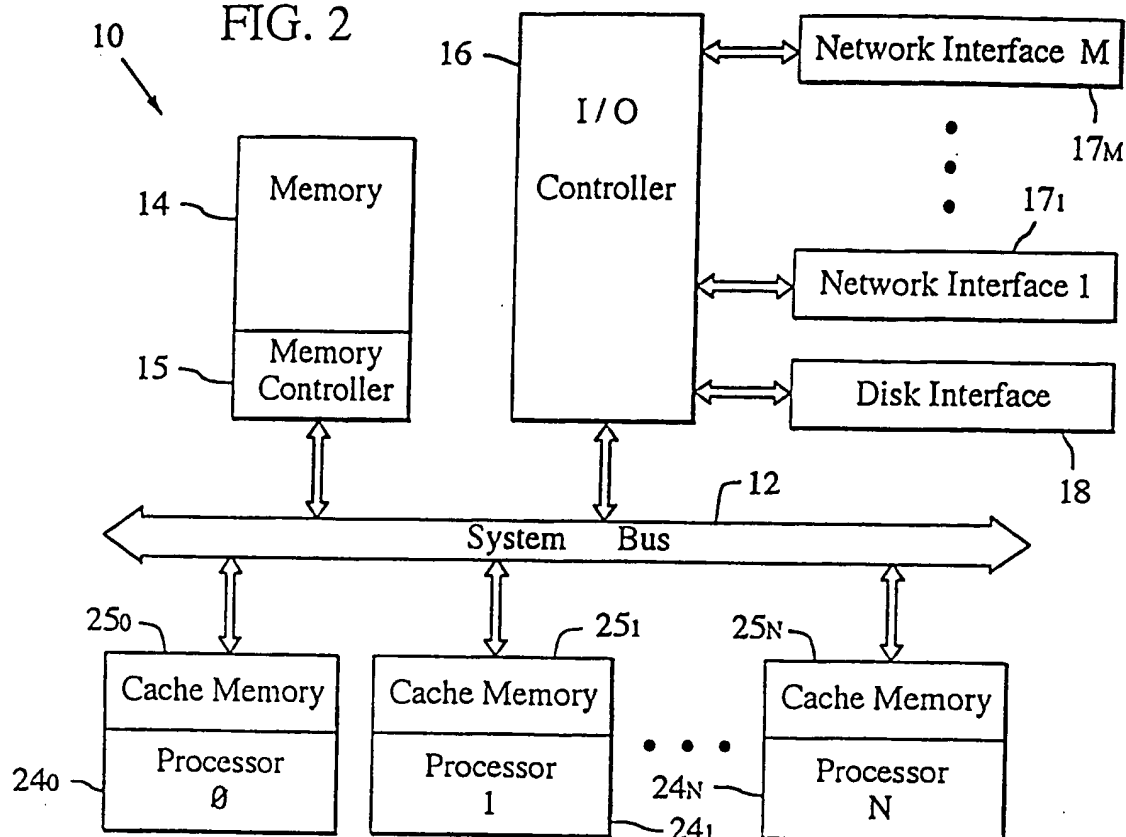 FIG. 2
10
16
I / O
Controller
Network Interface M
17M
14
Memory
171
Network Interface 1
15
Memory
Controller
Disk Interface
18
12
System Bus
250
251
25N
Cache Memory
Cache Memory
Cache Memory
240
Processor
0
Processor
1
241
24N
Processor
N